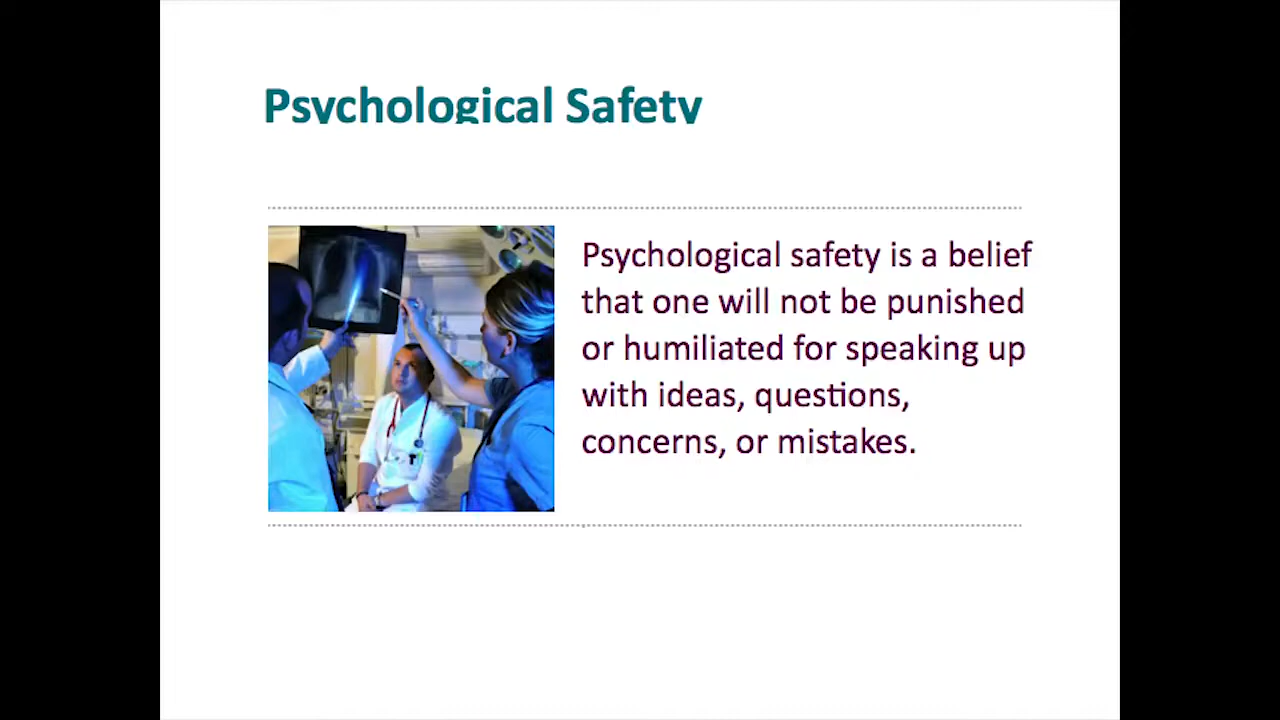 Psychological Safety
Psychological safety is a belief
that one will not be punished
or humiliated for speaking up
with ideas, questions,
concerns, or mistakes.